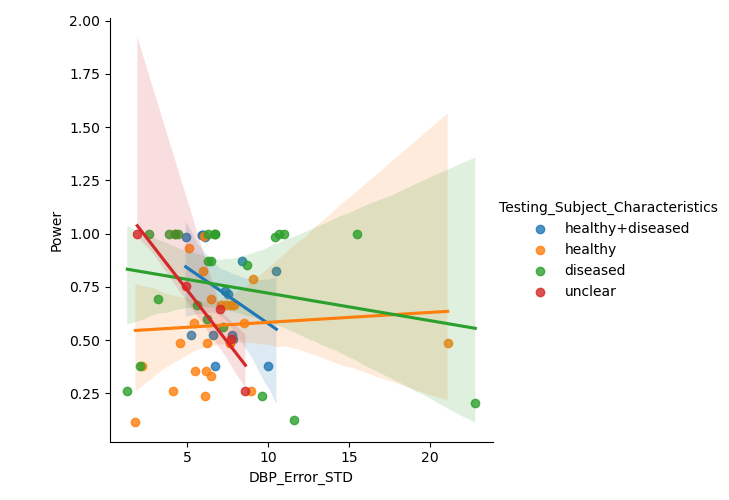 2.00
1.75
1.50
1.25
1.00
0.75
0.50
0.25
Power
5 10 15 20
DBP_Error_STD
Testing_Subject_Characteristics
healthy+diseased
healthy
diseased
unclear